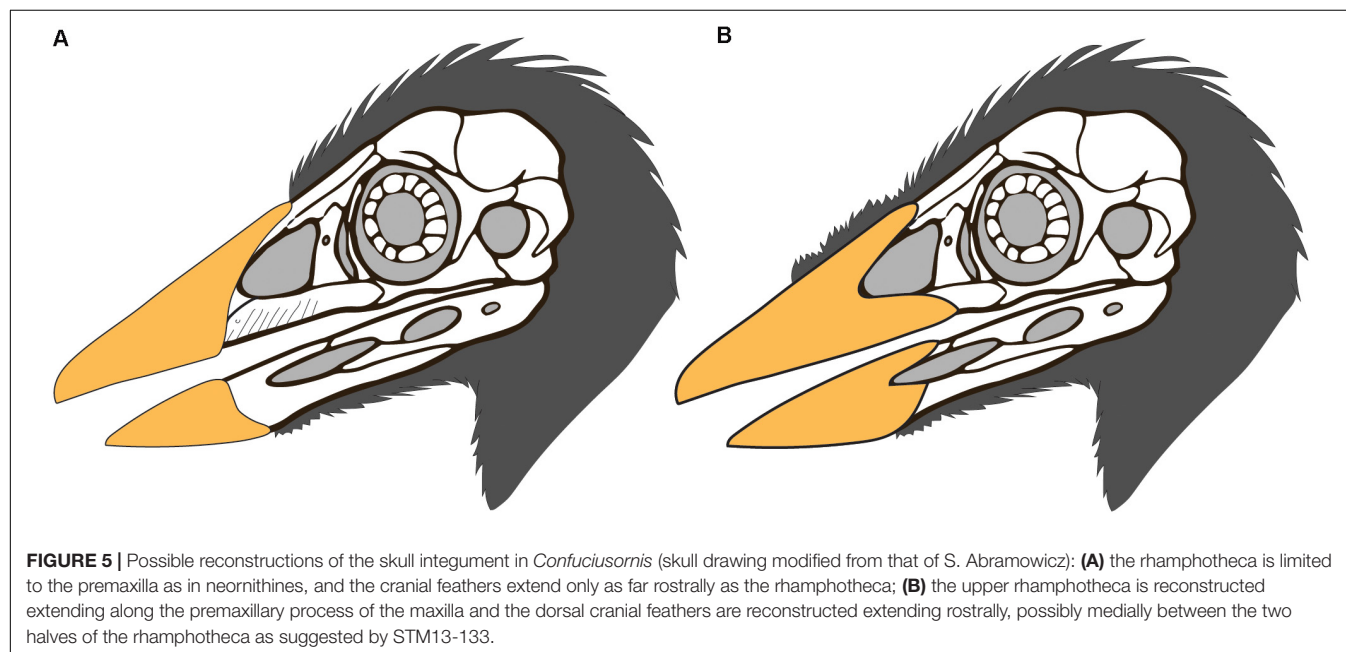 A
B
FIGURE 5 | Possible reconstructions of the skull integument in Confuciusornis (skull drawing modified from that of S. Abramowicz): (A) the rhamphotheca is limited
to the premaxilla as in neornithines, and the cranial feathers extend only as far rostrally as the rhamphotheca; (B) the upper rhamphotheca is reconstructed
extending along the premaxillary process of the maxilla and the dorsal cranial feathers are reconstructed extending rostrally, possibly medially between the two
halves of the rhamphotheca as suggested by STM13-133.